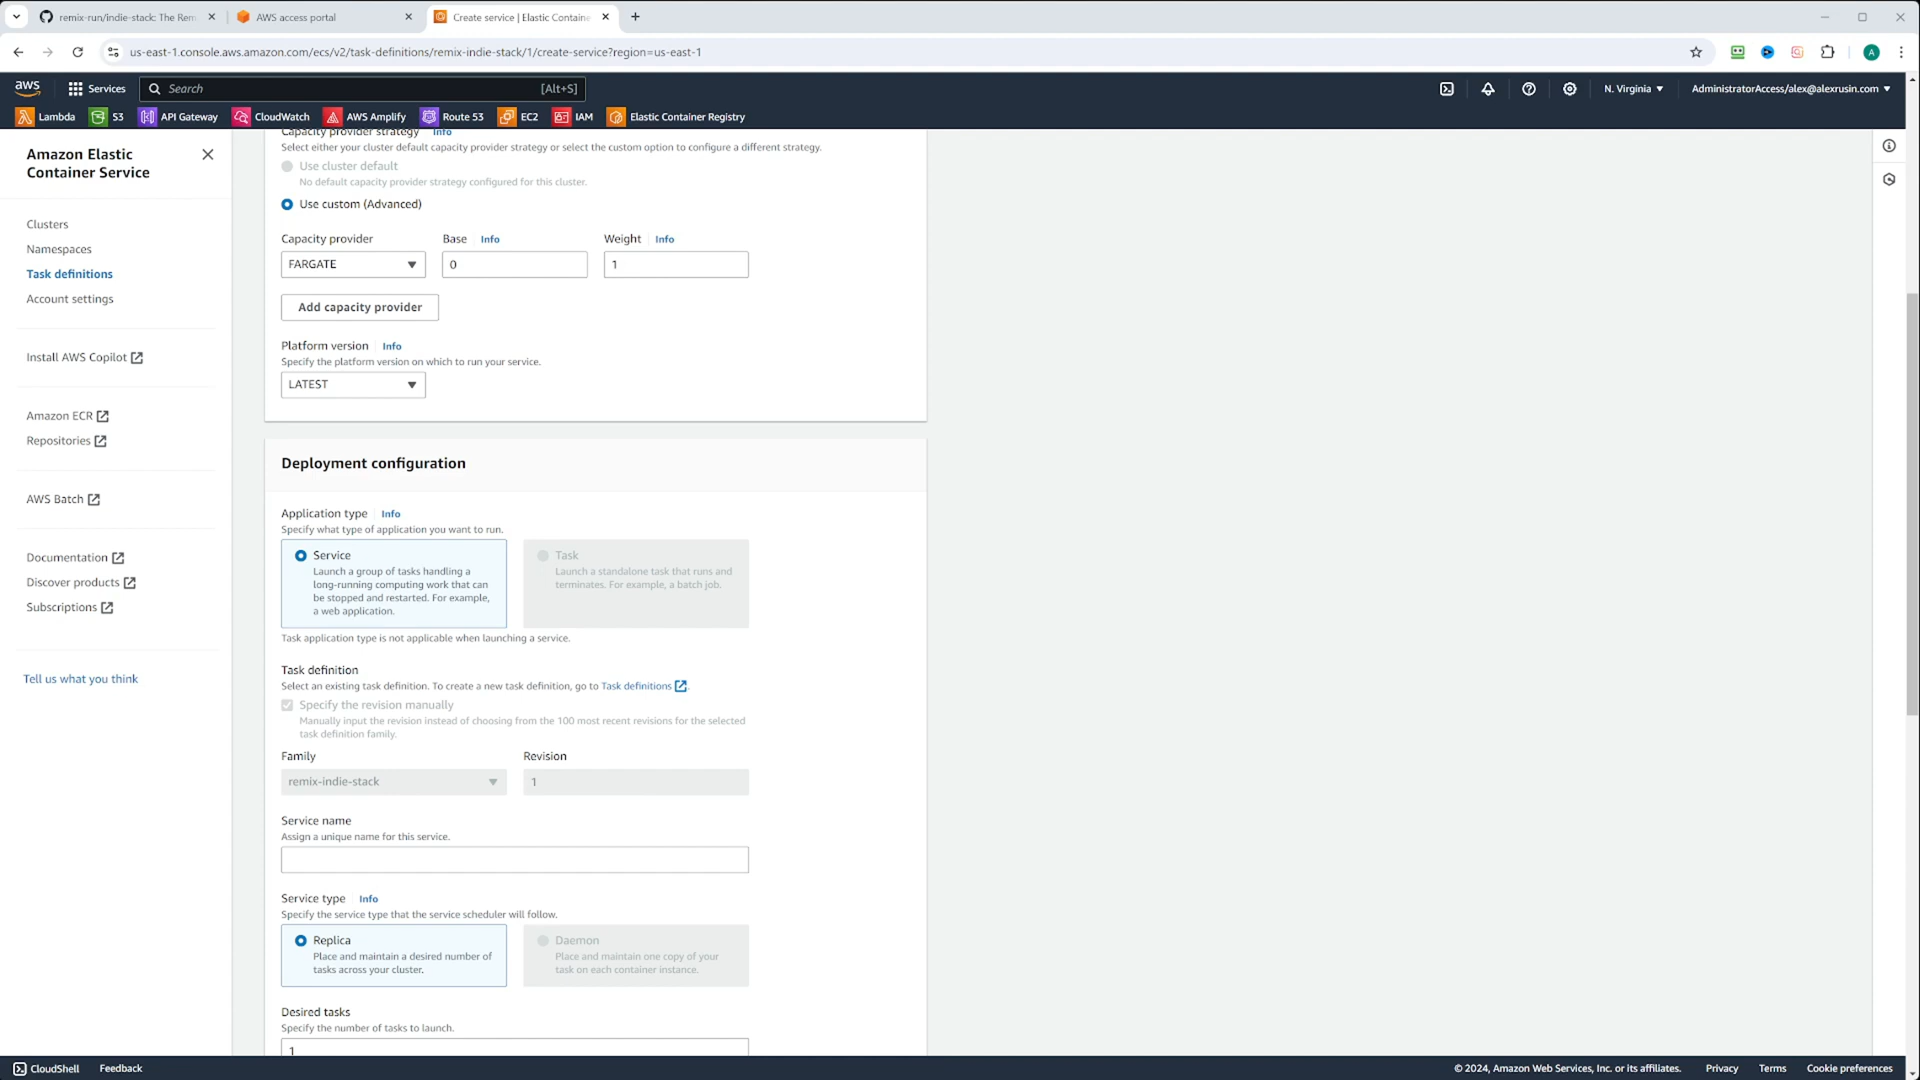 remix-run/indie-stack: The Rem
AWS access portal
Create service | Elastic Containe
us-east-1.console.aws.amazon.com/ecs/v2/task-definitions/remix-indie-stack/1/create-service?region=us-east-1
A
aws
Services
Search
[Alt+S]
N. Virginia
AdministratorAccess/alex@alexrusin.com
Lambda
S3
API Gateway
CloudWatch
AWS Amplify
Route 53
EC2
IAM
Elastic Container Registry
Amazon Elastic
Container Service
Clusters
Namespaces
Task definitions
Account settings
Install AWS Copilot
Amazon ECR
Repositories
AWS Batch
Documentation
Discover products
Subscriptions
Tell us what you think
Capacity provider strategy Info
Select either your cluster default capacity provider strategy or select the custom option to configure a different strategy.
Use cluster default
No default capacity provider strategy configured for this cluster.
Use custom (Advanced)
Capacity provider
Base Info
Weight Info
FARGATE
0
1
Add capacity provider
Platform version Info
Specify the platform version on which to run your service.
LATEST
Deployment configuration
Application type Info
Specify what type of application you want to run.
Service
Launch a group of tasks handling a
long-running computing work that can
be stopped and restarted. For example,
a web application.
Task
Launch a standalone task that runs and
terminates. For example, a batch job.
Task application type is not applicable when launching a service.
Task definition
Select an existing task definition. To create a new task definition, go to Task definitions.
Specify the revision manually
Manually input the revision instead of choosing from the 100 most recent revisions for the selected
task definition family.
Family
Revision
remix-indie-stack
1
Service name
Assign a unique name for this service.
Service type Info
Specify the service type that the service scheduler will follow.
Replica
Place and maintain a desired number of
tasks across your cluster.
Daemon
Place and maintain one copy of your
task on each container instance.
Desired tasks
Specify the number of tasks to launch.
1
CloudShell
Feedback
© 2024, Amazon Web Services, Inc. or its affiliates.
Privacy
Terms
Cookie preferences